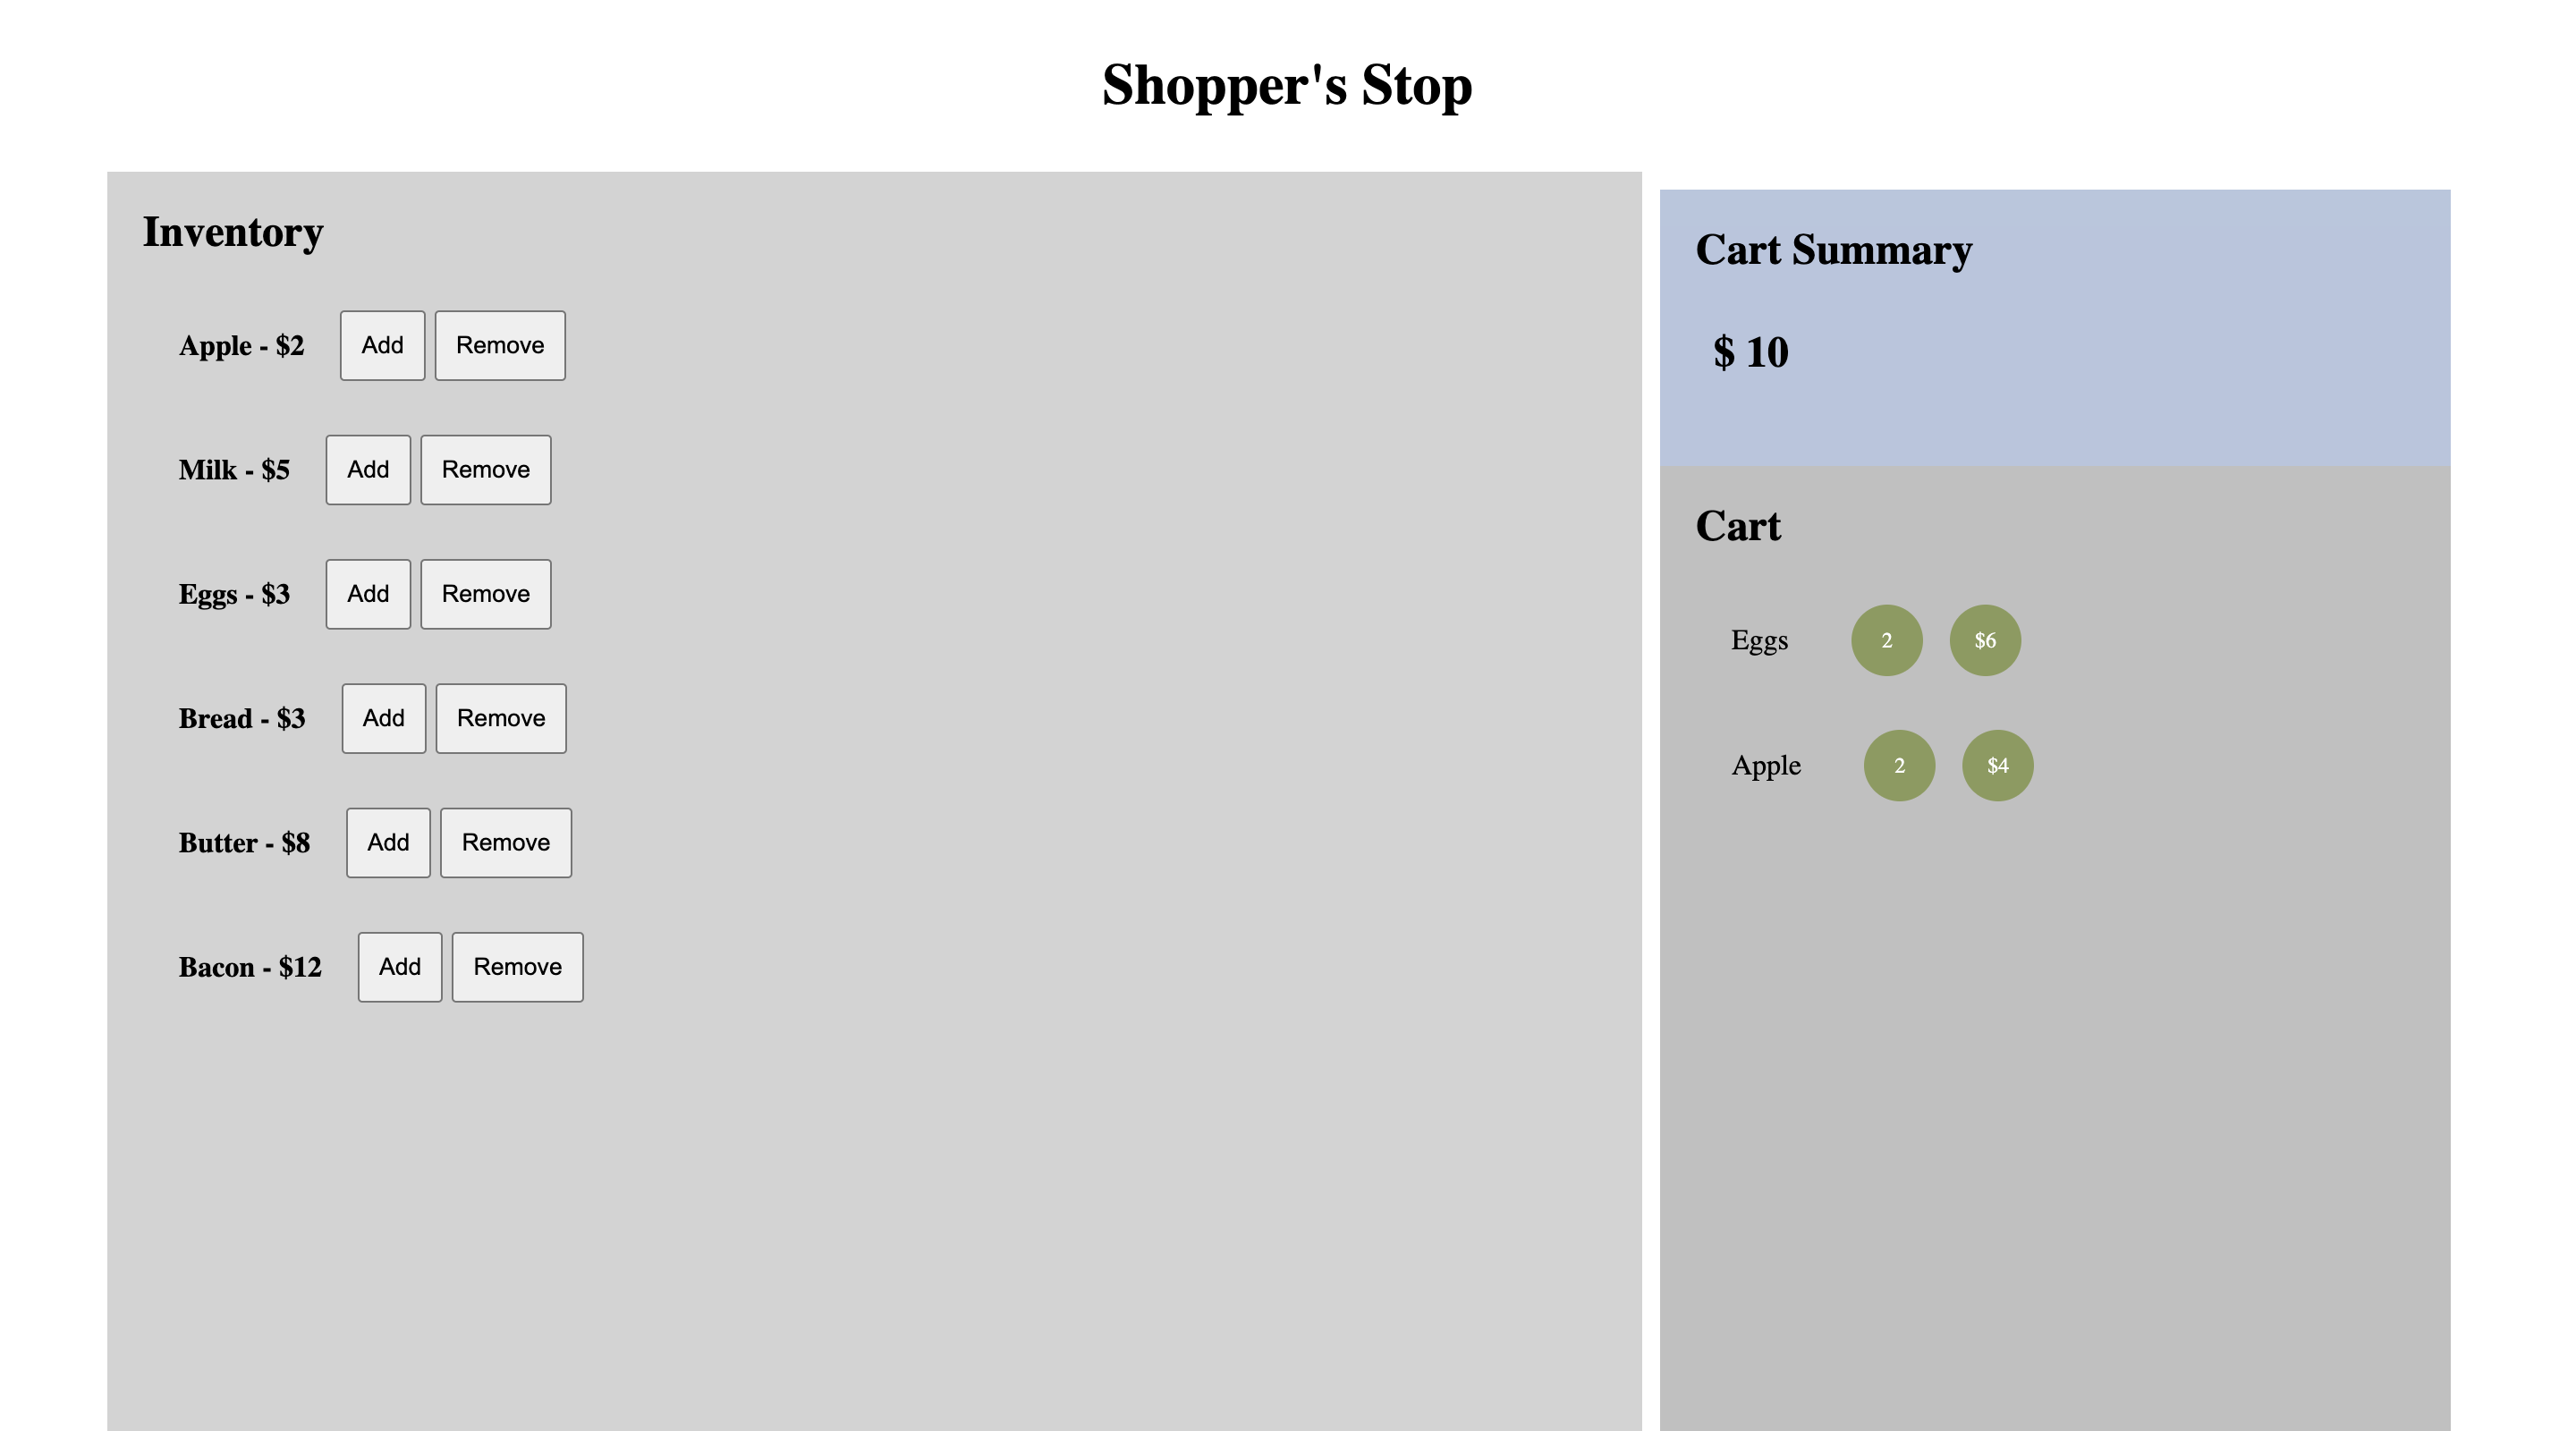 Shopper's Stop
Inventory
Apple - $2 Add Remove
Milk - $5 Add Remove
Eggs - $3 Add Remove
Bread - $3 Add Remove
Butter - $8 Add Remove
Bacon - $12 Add Remove
Cart Summary
$ 10
Cart
Eggs 2 $6
Apple 2 $4